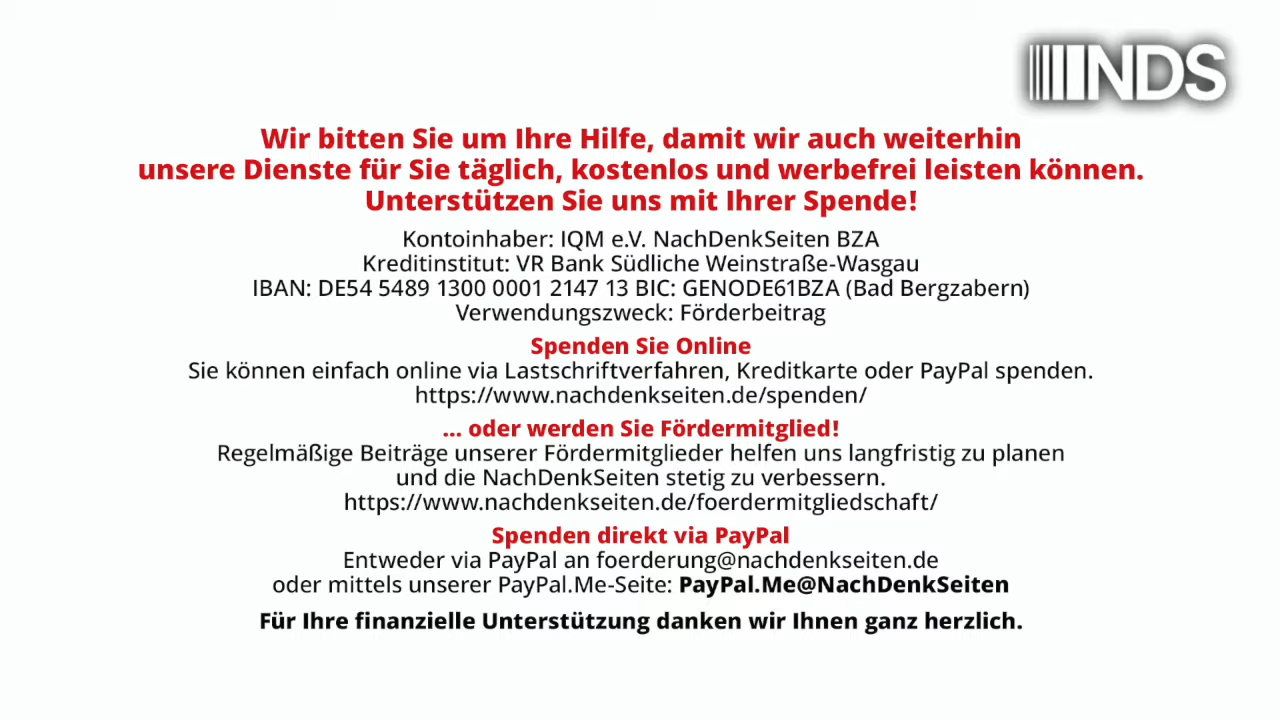 NDS
Wir bitten Sie um Ihre Hilfe, damit wir auch weiterhin
unsere Dienste für Sie täglich, kostenlos und werbefrei leisten können.
Unterstützen Sie uns mit Ihrer Spende!
Kontoinhaber: IQM e.V. NachDenkSeiten BZA
Kreditinstitut: VR Bank Südliche Weinstraße-Wasgau
IBAN: DE54 5489 1300 0001 2147 13 BIC: GENODE61BZA (Bad Bergzabern)
Verwendungszweck: Förderbeitrag
Spenden Sie Online
Sie können einfach online via Lastschriftverfahren, Kreditkarte oder PayPal spenden.
https://www.nachdenkseiten.de/spenden/
... oder werden Sie Fördermitglied!
Regelmäßige Beiträge unserer Fördermitglieder helfen uns langfristig zu planen
und die NachDenkSeiten stetig zu verbessern.
https://www.nachdenkseiten.de/foerdermitgliedschaft/
Spenden direkt via PayPal
Entweder via PayPal an foerderung@nachdenkseiten.de
oder mittels unserer PayPal.Me-Seite: PayPal.Me@NachDenkSeiten
Für Ihre finanzielle Unterstützung danken wir Ihnen ganz herzlich.